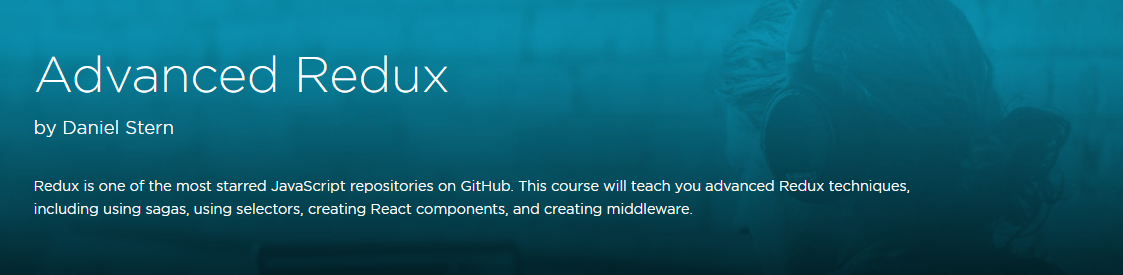 Advanced Redux
by Daniel Stern
Redux is one of the most starred JavaScript repositories on GitHub. This course will teach you advanced Redux techniques,
including using sagas, using selectors, creating React components, and creating middleware.